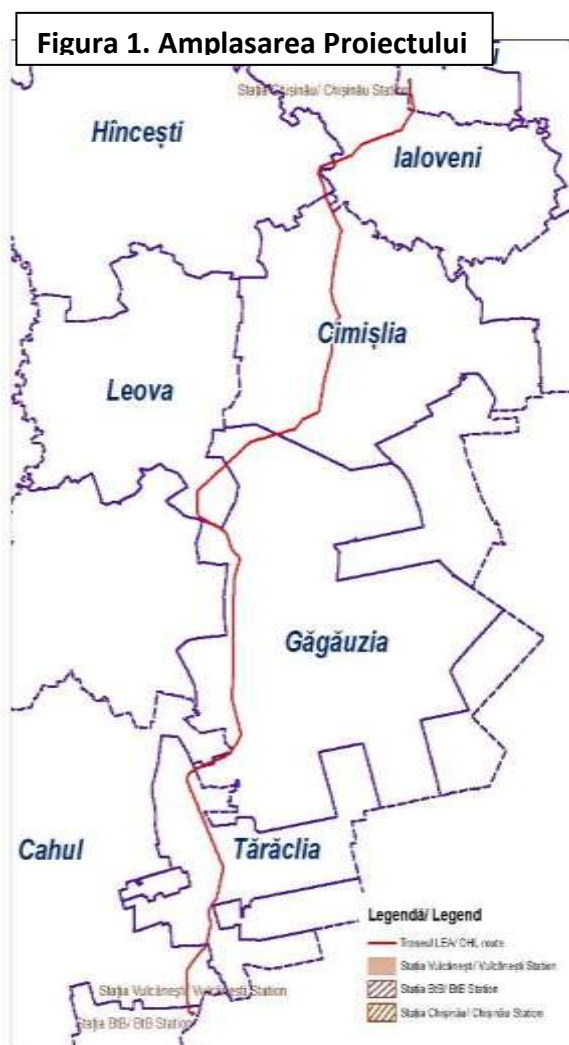 Figura 1. Amplasarea Proiectului
Stația Chișinău/ Chișinău Station
Hîncești
Ialoveni
Cimișlia
Leova
Găgăuzia
Cahul
Tărăclia
Legendă/ Legend
Traseul LEA/ OHL route
Stația Vulcănești/ Vulcănești Station
Stația BtB/ BtB Station
Stația Chișinău/ Chișinău Station
Stația Vulcănești/ Vulcănești Station
Stația BtB/ BtB Station